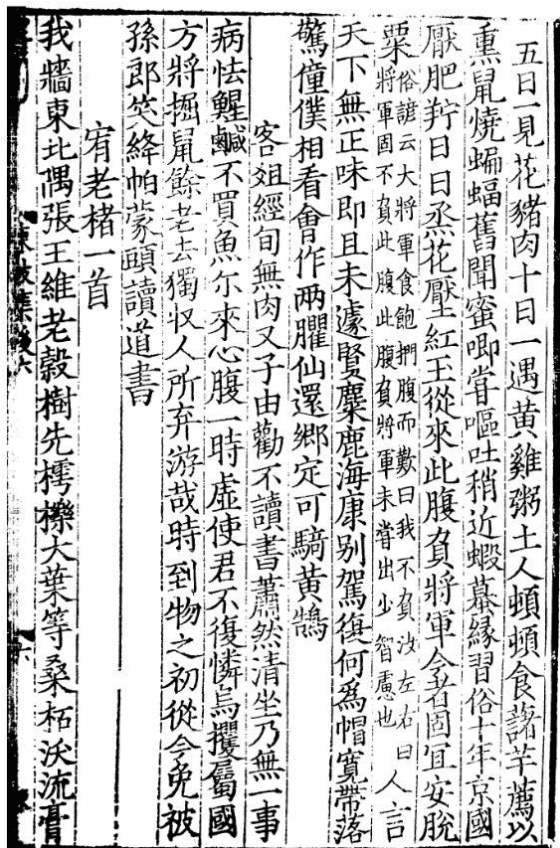 五日一見花豬肉十日一遇黃雞粥土人頓頓食藷芋薦以
熏鼠燒蝙蝠舊聞蜜唧嘗嘔吐稍近蝦蟇緣習俗十年京國
厭肥羜日日烝花壓紅玉從來此腹負將軍今者固宜安脫
粟俗諺云大將軍食飽捫腹而歎曰我不負汝左右曰將軍固不負此腹此腹負將軍未嘗出少智慮也人言
天下無正味即且未遽賢麋鹿海康別駕復何爲帽寬帶落
驚僮僕相看會作兩臞仙還鄉定可騎黃鵠
客俎經旬無肉又子由勸不讀書蕭然清坐乃無一事
病怯鯹鹹不買魚尓來心腹一時虛使君不復憐烏攫屬國
方將掘鼠餘老去獨収人所弃游哉時到物之初從今免被
孫郎笑絳帕蒙頭讀道書
宥老楮一首
我牆東北隅張王維老榖樹先樗櫟大葉等桑柘沃流膏